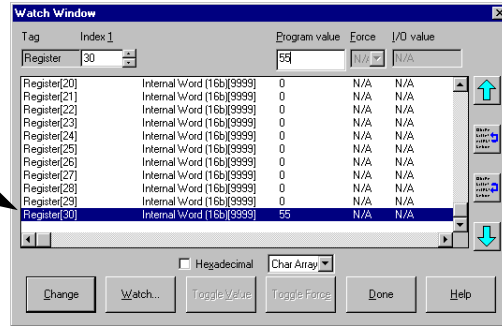 Watch Window
Tag Index 1 Program value Force I/O value
Register 30 55 N/A N/A
Register[20] Internal Word (16b)[9999] 0 N/A N/A
Register[21] Internal Word (16b)[9999] 0 N/A N/A
Register[22] Internal Word (16b)[9999] 0 N/A N/A
Register[23] Internal Word (16b)[9999] 0 N/A N/A
Register[24] Internal Word (16b)[9999] 0 N/A N/A
Register[25] Internal Word (16b)[9999] 0 N/A N/A
Register[26] Internal Word (16b)[9999] 0 N/A N/A
Register[27] Internal Word (16b)[9999] 0 N/A N/A
Register[28] Internal Word (16b)[9999] 0 N/A N/A
Register[29] Internal Word (16b)[9999] 0 N/A N/A
Register[30] Internal Word (16b)[9999] 55 N/A N/A
Hexadecimal Char Array
Change Watch... Toggle Value Toggle Force Done Help